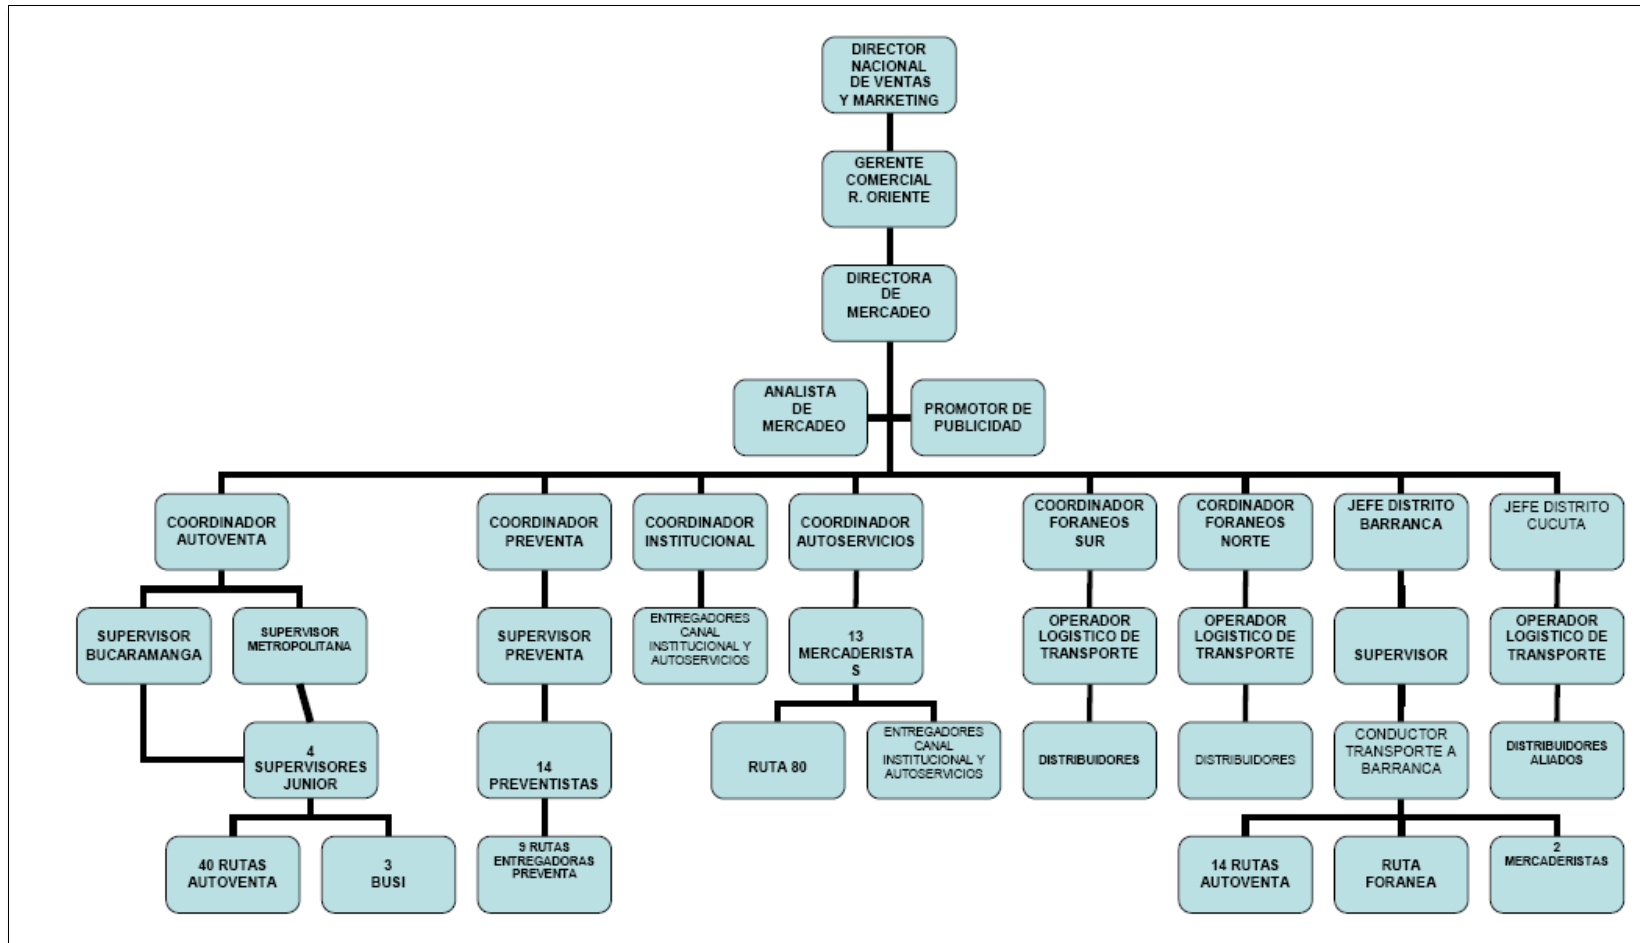 DIRECTOR
NACIONAL
DE VENTAS
Y MARKETING
GERENTE
COMERCIAL
R. ORIENTE
DIRECTORA
DE
MERCADEO
ANALISTA
DE
MERCADEO
PROMOTOR DE
PUBLICIDAD
COORDINADOR
AUTOVENTA
COORDINADOR
PREVENTA
COORDINADOR
INSTITUCIONAL
COORDINADOR
AUTOSERVICIOS
COORDINADOR
FORANEOS
SUR
CORDINADOR
FORANEOS
NORTE
JEFE DISTRITO
BARRANCA
JEFE DISTRITO
CUCUTA
SUPERVISOR
BUCARAMANGA
SUPERVISOR
METROPOLITANA
SUPERVISOR
PREVENTA
ENTREGADORES
CANAL
INSTITUCIONAL Y
AUTOSERVICIOS
13
MERCADERISTA
S
OPERADOR
LOGISTICO DE
TRANSPORTE
OPERADOR
LOGISTICO DE
TRANSPORTE
SUPERVISOR
OPERADOR
LOGISTICO DE
TRANSPORTE
4
SUPERVISORES
JUNIOR
14
PREVENTISTAS
RUTA 80
ENTREGADORES
CANAL
INSTITUCIONAL Y
AUTOSERVICIOS
DISTRIBUIDORES
DISTRIBUIDORES
CONDUCTOR
TRANSPORTE A
BARRANCA
DISTRIBUIDORES
ALIADOS
40 RUTAS
AUTOVENTA
3
BUSI
9 RUTAS
ENTREGADORAS
PREVENTA
14 RUTAS
AUTOVENTA
RUTA
FORANEA
2
MERCADERISTAS